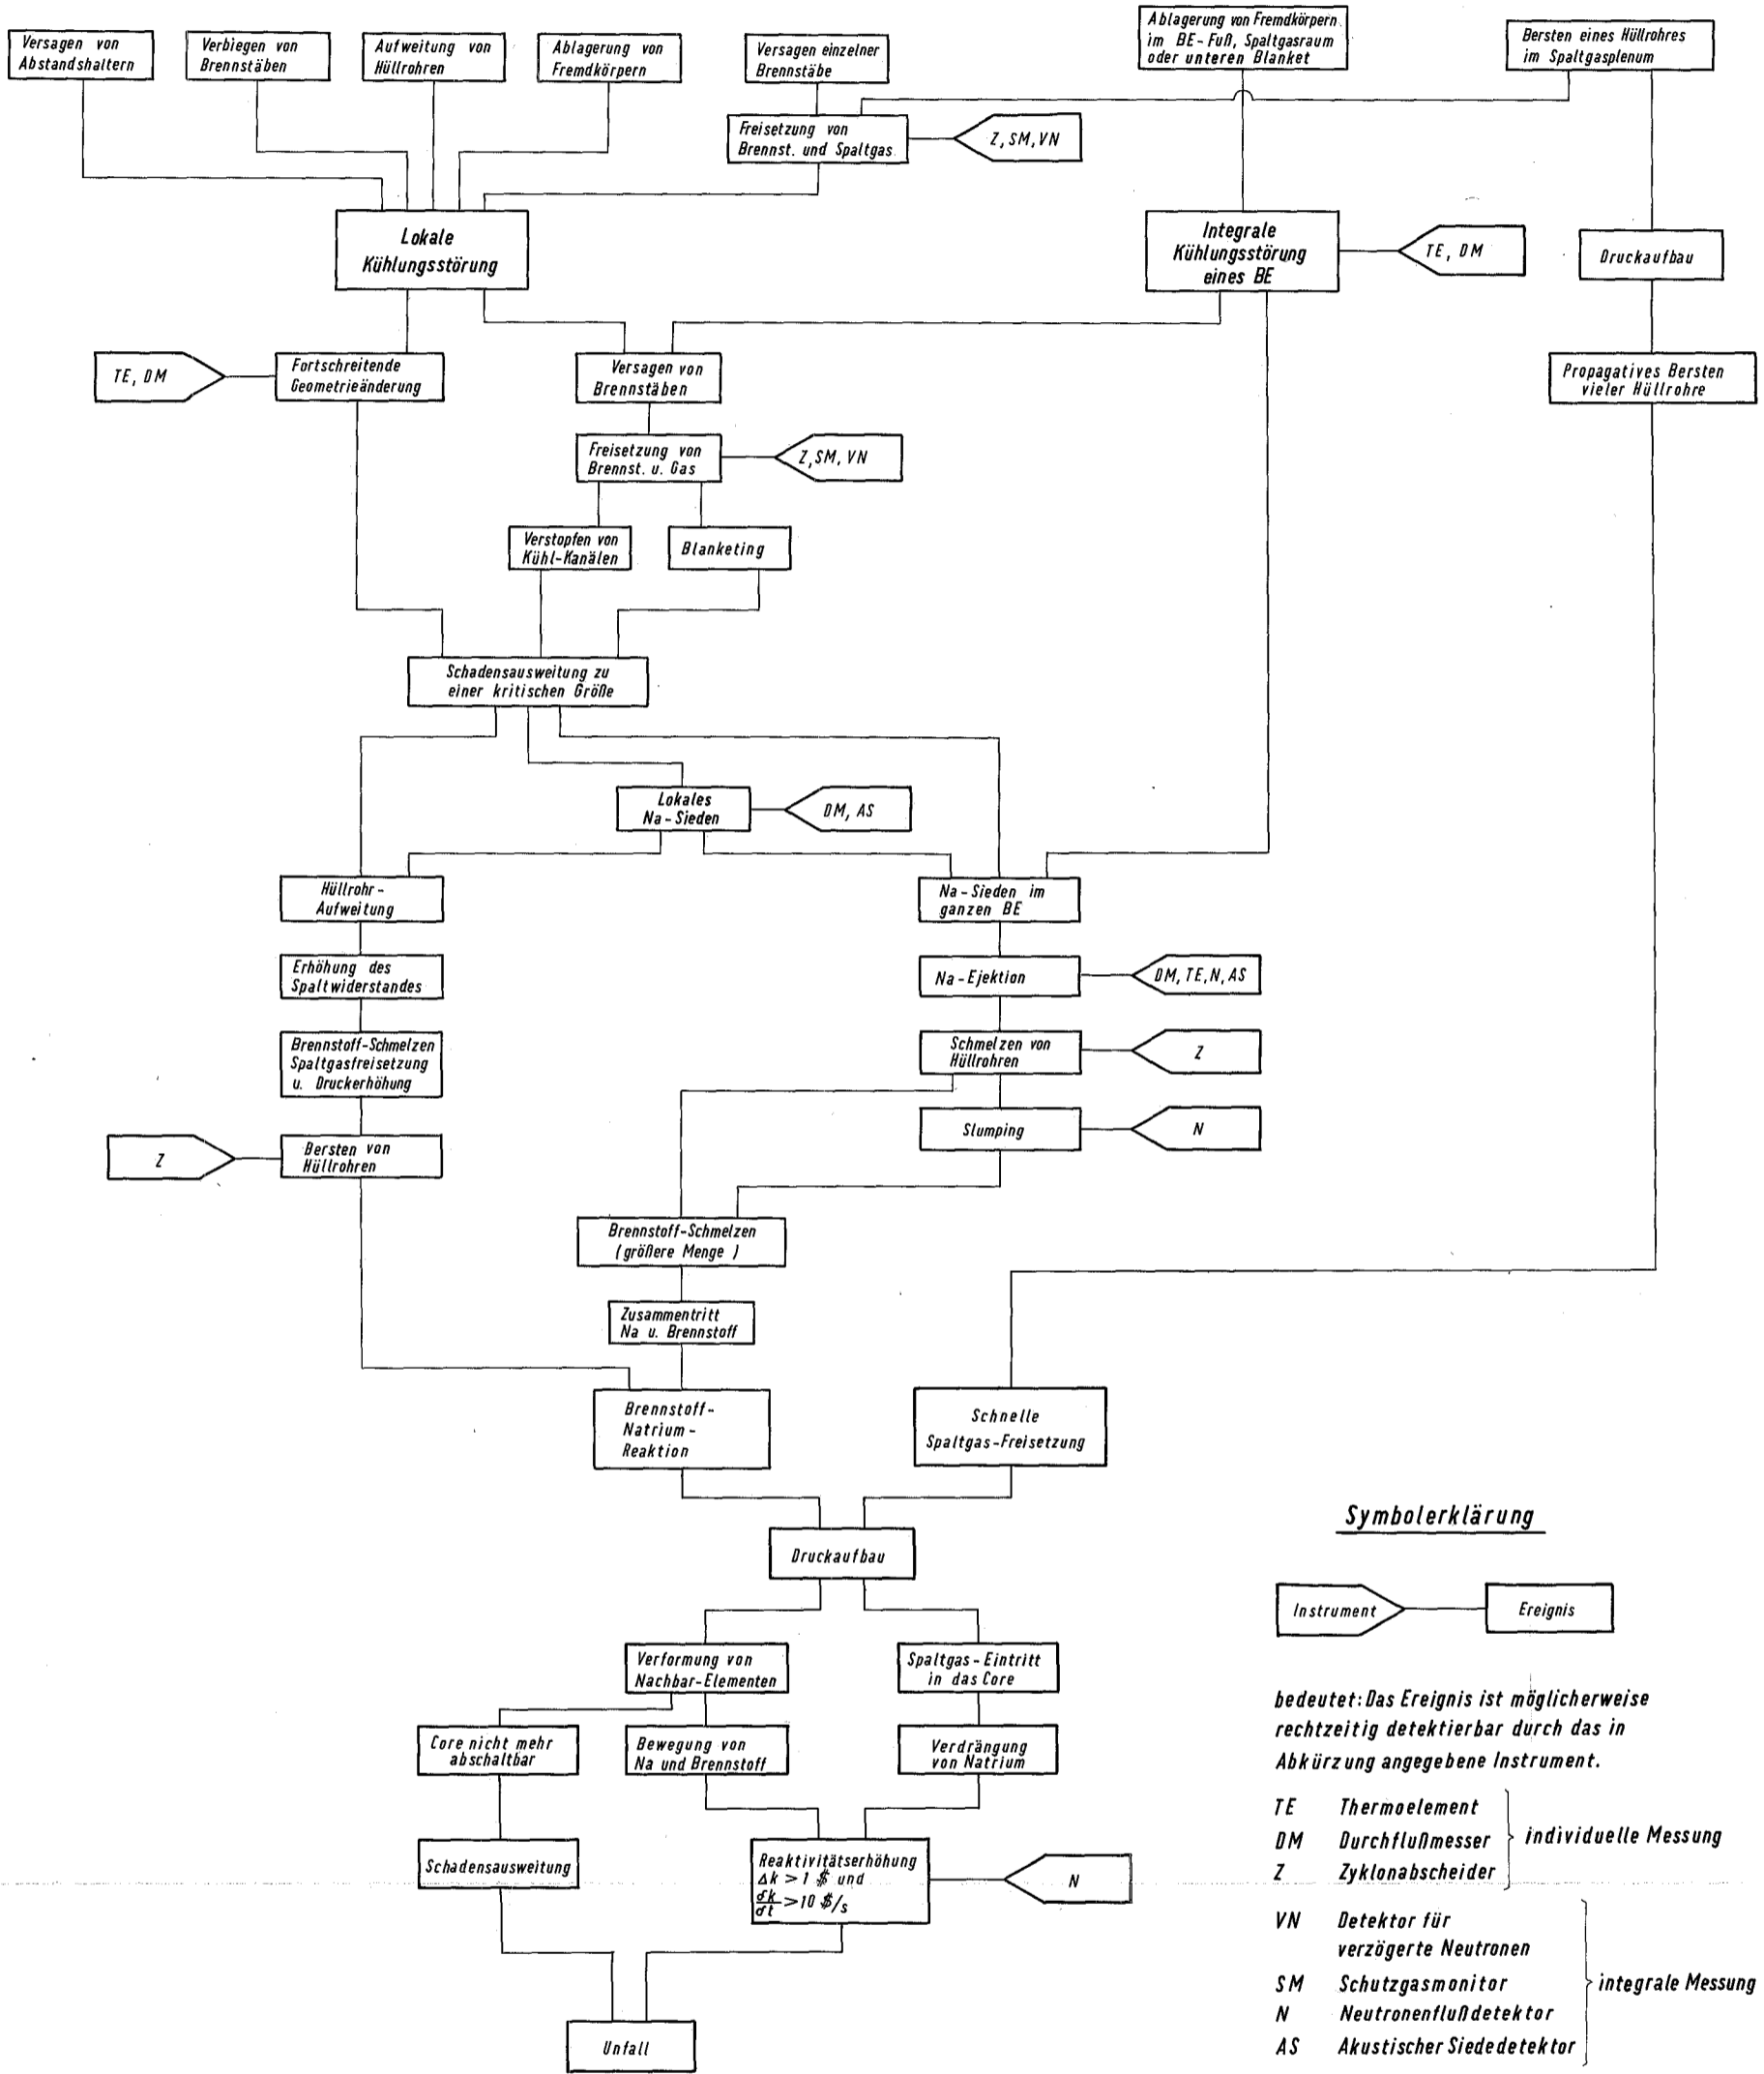 Versagen von
Abstandshaltern
Verbiegen von
Brennstäben
Aufweitung von
Hüllrohren
Ablagerung von
Fremdkörpern
Versagen einzelner
Brennstäbe
Ablagerung von Fremdkörpern
im BE-Fuß, Spaltgasraum
oder unteren Blanket
Bersten eines Hüllrohres
im Spaltgasplenum
Freisetzung von
Brennst. und Spaltgas
Z, SM, VN
Lokale
Kühlungsstörung
Integrale
Kühlungsstörung
eines BE
TE, DM
Druckaufbau
TE, DM
Fortschreitende
Geometrieänderung
Versagen von
Brennstäben
Propagatives Bersten
vieler Hüllrohre
Freisetzung von
Brennst. u. Gas
Z, SM, VN
Verstopfen von
Kühl-Kanälen
Blanketing
Schadensausweitung zu
einer kritischen Größe
Lokales
Na-Sieden
DM, AS
Hüllrohr-
Aufweitung
Na-Sieden im
ganzen BE
Erhöhung des
Spaltwiderstandes
Na-Ejektion
DM, TE, N, AS
Brennstoff-Schmelzen
Spaltgasfreisetzung
u. Druckerhöhung
Schmelzen von
Hüllrohren
Z
Slumping
N
Z
Bersten von
Hüllrohren
Brennstoff-Schmelzen
(größere Menge)
Zusammentritt
Na u. Brennstoff
Brennstoff-
Natrium-
Reaktion
Schnelle
Spaltgas-Freisetzung
Druckaufbau
Verformung von
Nachbar-Elementen
Spaltgas-Eintritt
in das Core
Core nicht mehr
abschaltbar
Bewegung von
Na und Brennstoff
Verdrängung
von Natrium
Schadensausweitung
Reaktivitätserhöhung
Δk > 1 $ und
δk/δt > 10 $/s
N
Unfall
Symbolerklärung
Instrument
Ereignis
bedeutet: Das Ereignis ist möglicherweise
rechtzeitig detektierbar durch das in
Abkürzung angegebene Instrument.
TE Thermoelement
DM Durchflußmesser
Z Zyklonabscheider
individuelle Messung
VN Detektor für
verzögerte Neutronen
SM Schutzgasmonitor
N Neutronenflußdetektor
AS Akustischer Siededetektor
integrale Messung